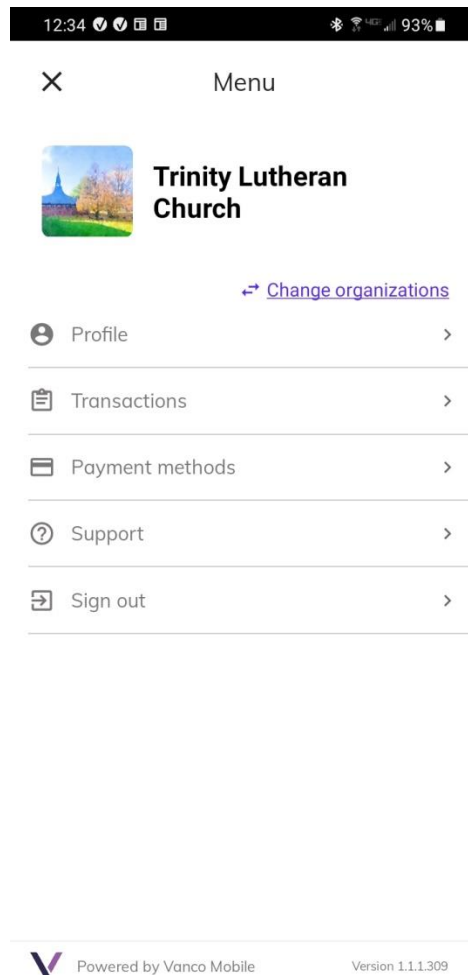 12:34 4GE 93%
Menu
Trinity Lutheran
Church
Change organizations
Profile
Transactions
Payment methods
Support
Sign out
Powered by Vanco Mobile Version 1.1.1.309